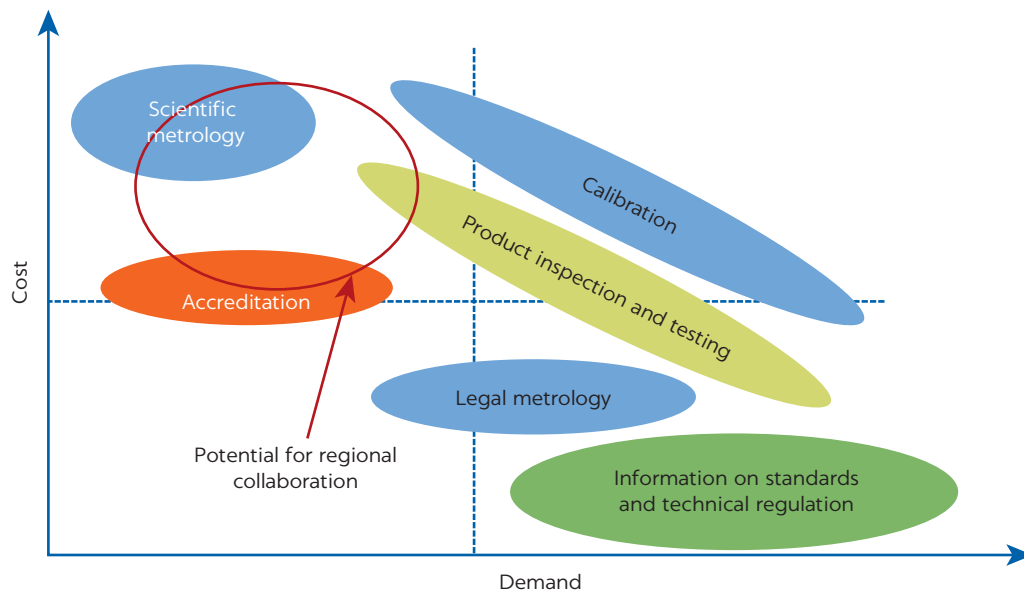 Scientific
metrology
Calibration
Product inspection and testing
Cost
Accreditation
Legal metrology
Potential for regional
collaboration
Information on standards
and technical regulation
Demand